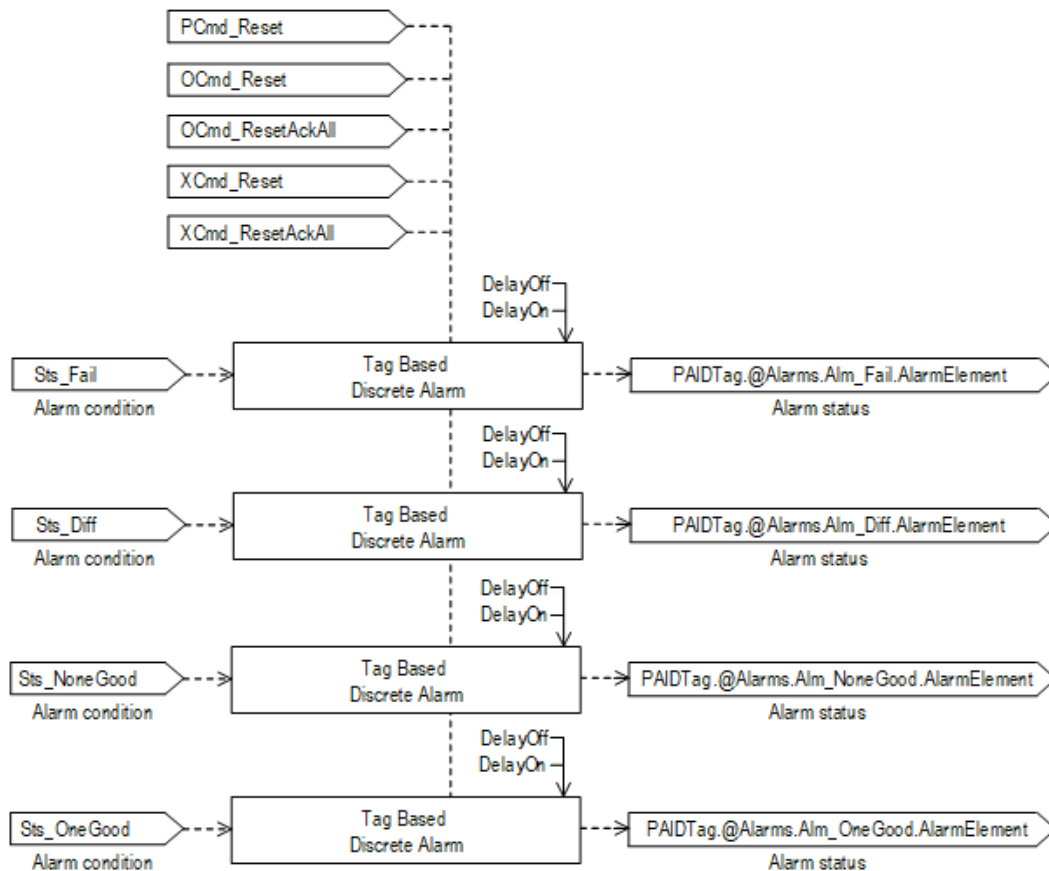 PCmd_Reset
OCmd_Reset
OCmd_ResetAckAll
XCmd_Reset
XCmd_ResetAckAll
DelayOff
DelayOn
Sts_Fail
Alarm condition
Tag Based
Discrete Alarm
PAIDTag.@Alarms.Alm_Fail.AlarmElement
Alarm status
DelayOff
DelayOn
Sts_Diff
Alarm condition
Tag Based
Discrete Alarm
PAIDTag.@Alarms.Alm_Diff.AlarmElement
Alarm status
DelayOff
DelayOn
Sts_NoneGood
Alarm condition
Tag Based
Discrete Alarm
PAIDTag.@Alarms.Alm_NoneGood.AlarmElement
Alarm status
DelayOff
DelayOn
Sts_OneGood
Alarm condition
Tag Based
Discrete Alarm
PAIDTag.@Alarms.Alm_OneGood.AlarmElement
Alarm status